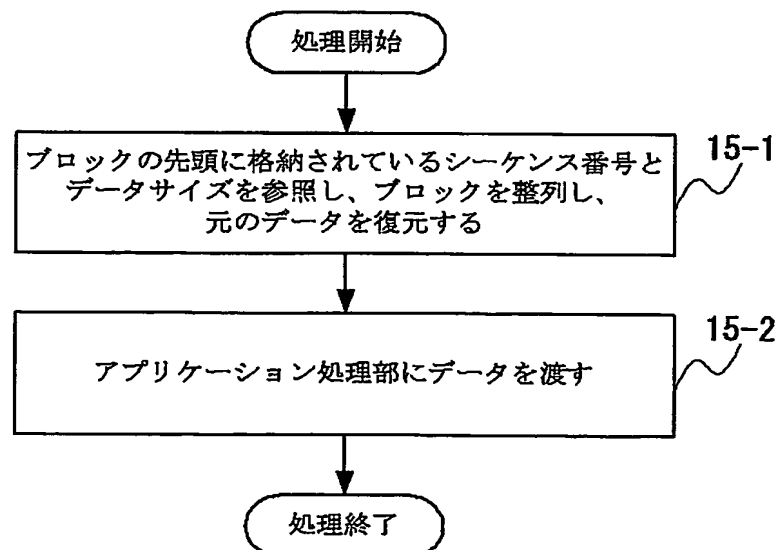 処理開始
ブロックの先頭に格納されているシーケンス番号と
データサイズを参照し、ブロックを整列し、
元のデータを復元する
15-1
アプリケーション処理部にデータを渡す
15-2
処理終了